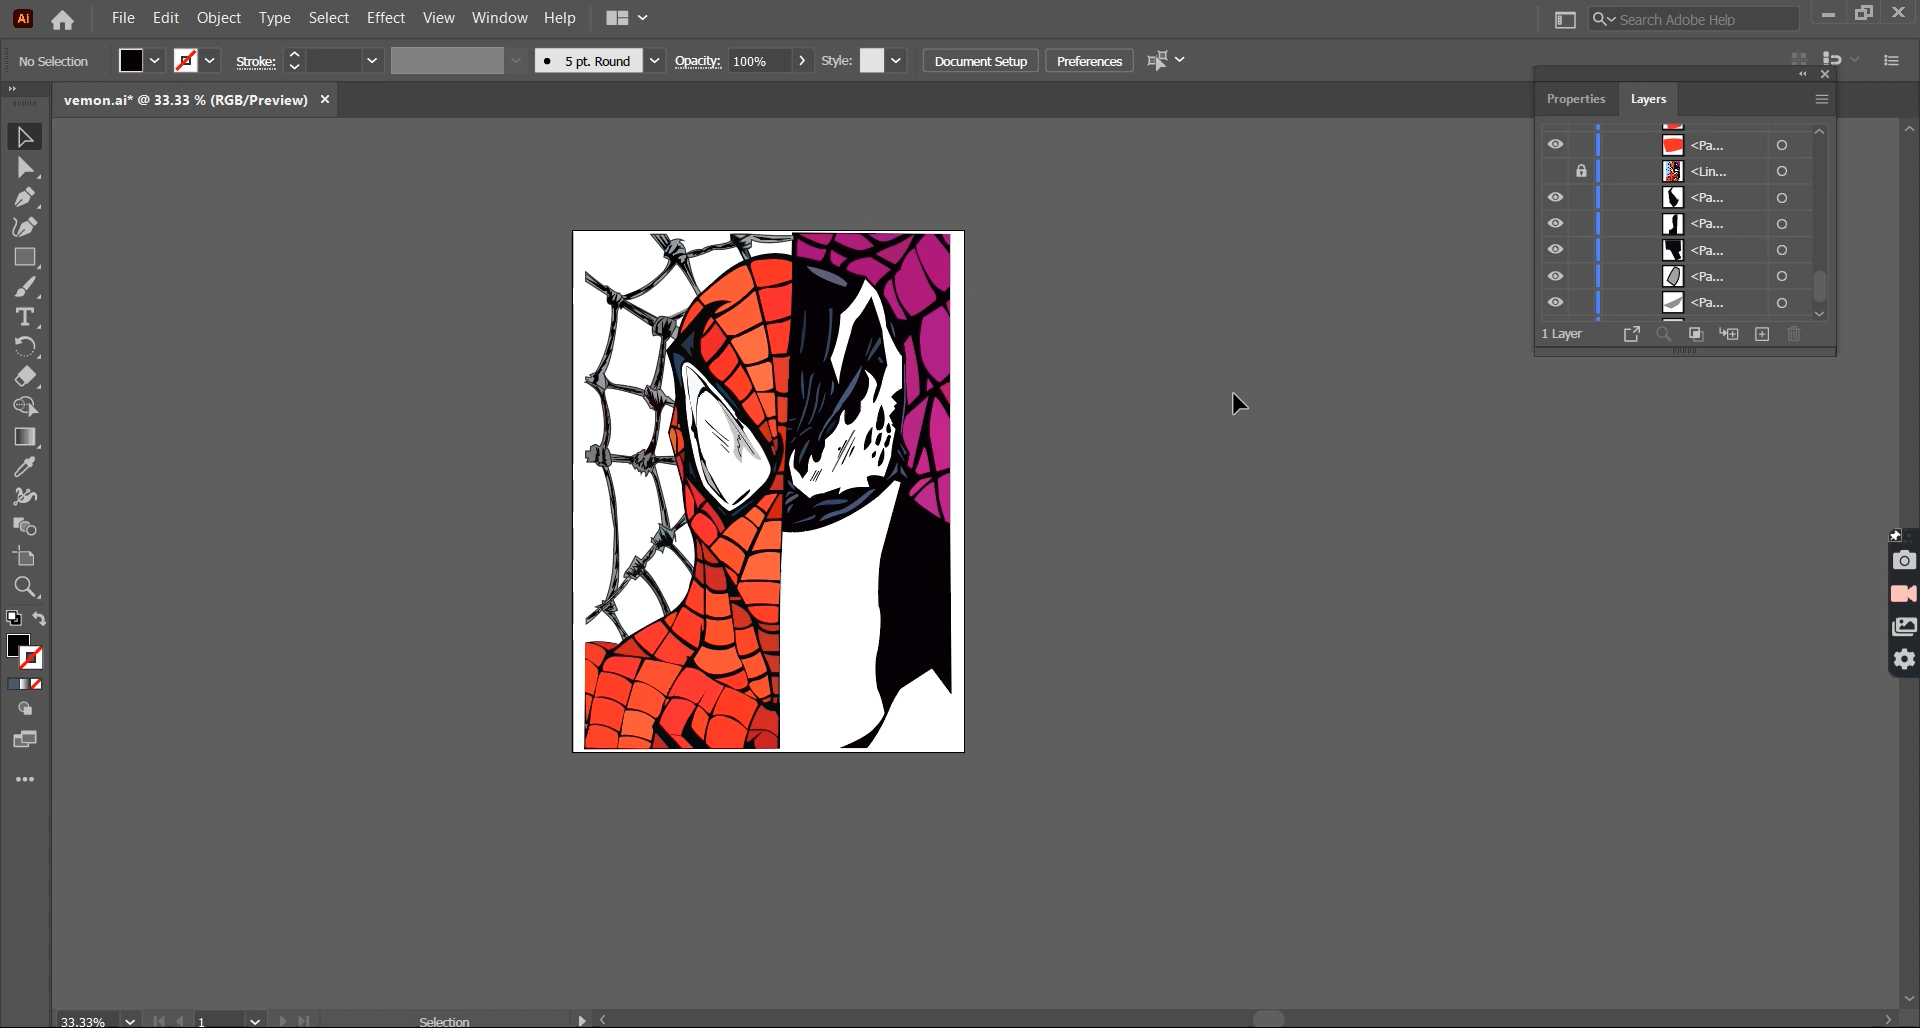 Ai File Edit Object Type Select Effect View Window Help Search Adobe Help
No Selection Stroke: 5 pt. Round Opacity: 100% Style: Document Setup Preferences
vemon.ai* @ 33.33 % (RGB/Preview)
Properties Layers
<Pa...
<Lin...
<Pa...
<Pa...
<Pa...
<Pa...
<Pa...
1 Layer
33.33% 1 Selection